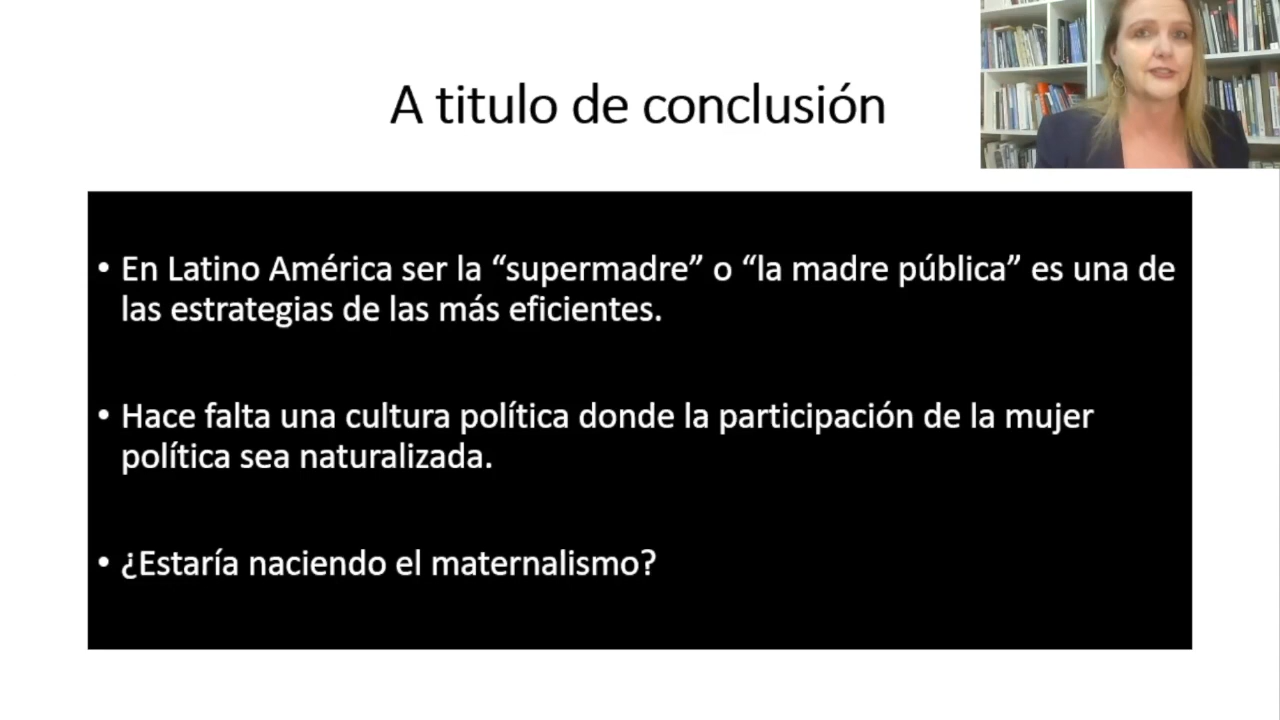 A titulo de conclusión
• En Latino América ser la “supermadre” o “la madre pública” es una de
las estrategias de las más eficientes.
• Hace falta una cultura política donde la participación de la mujer
política sea naturalizada.
• ¿Estaría naciendo el maternalismo?